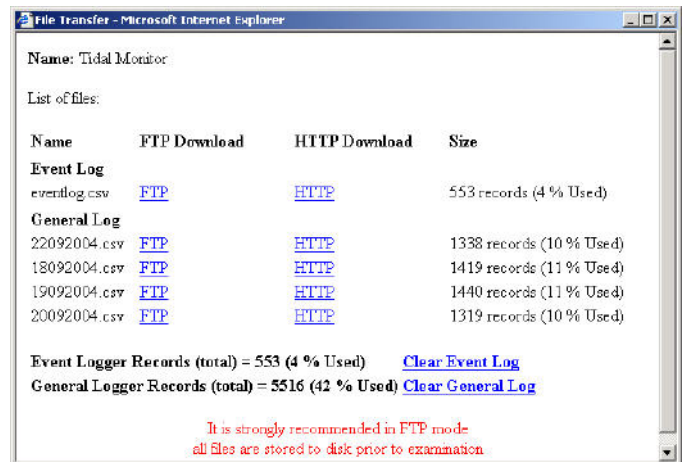 File Transfer - Microsoft Internet Explorer
Name: Tidal Monitor
List of files:
Name FTP Download HTTP Download Size
Event Log
eventlog.csv FTP HTTP 553 records (4 % Used)
General Log
22092004.csv FTP HTTP 1338 records (10 % Used)
18092004.csv FTP HTTP 1419 records (11 % Used)
19092004.csv FTP HTTP 1440 records (11 % Used)
20092004.csv FTP HTTP 1319 records (10 % Used)
Event Logger Records (total) = 553 (4 % Used) Clear Event Log
General Logger Records (total) = 5516 (42 % Used) Clear General Log
It is strongly recommended in FTP mode
all files are stored to disk prior to examination